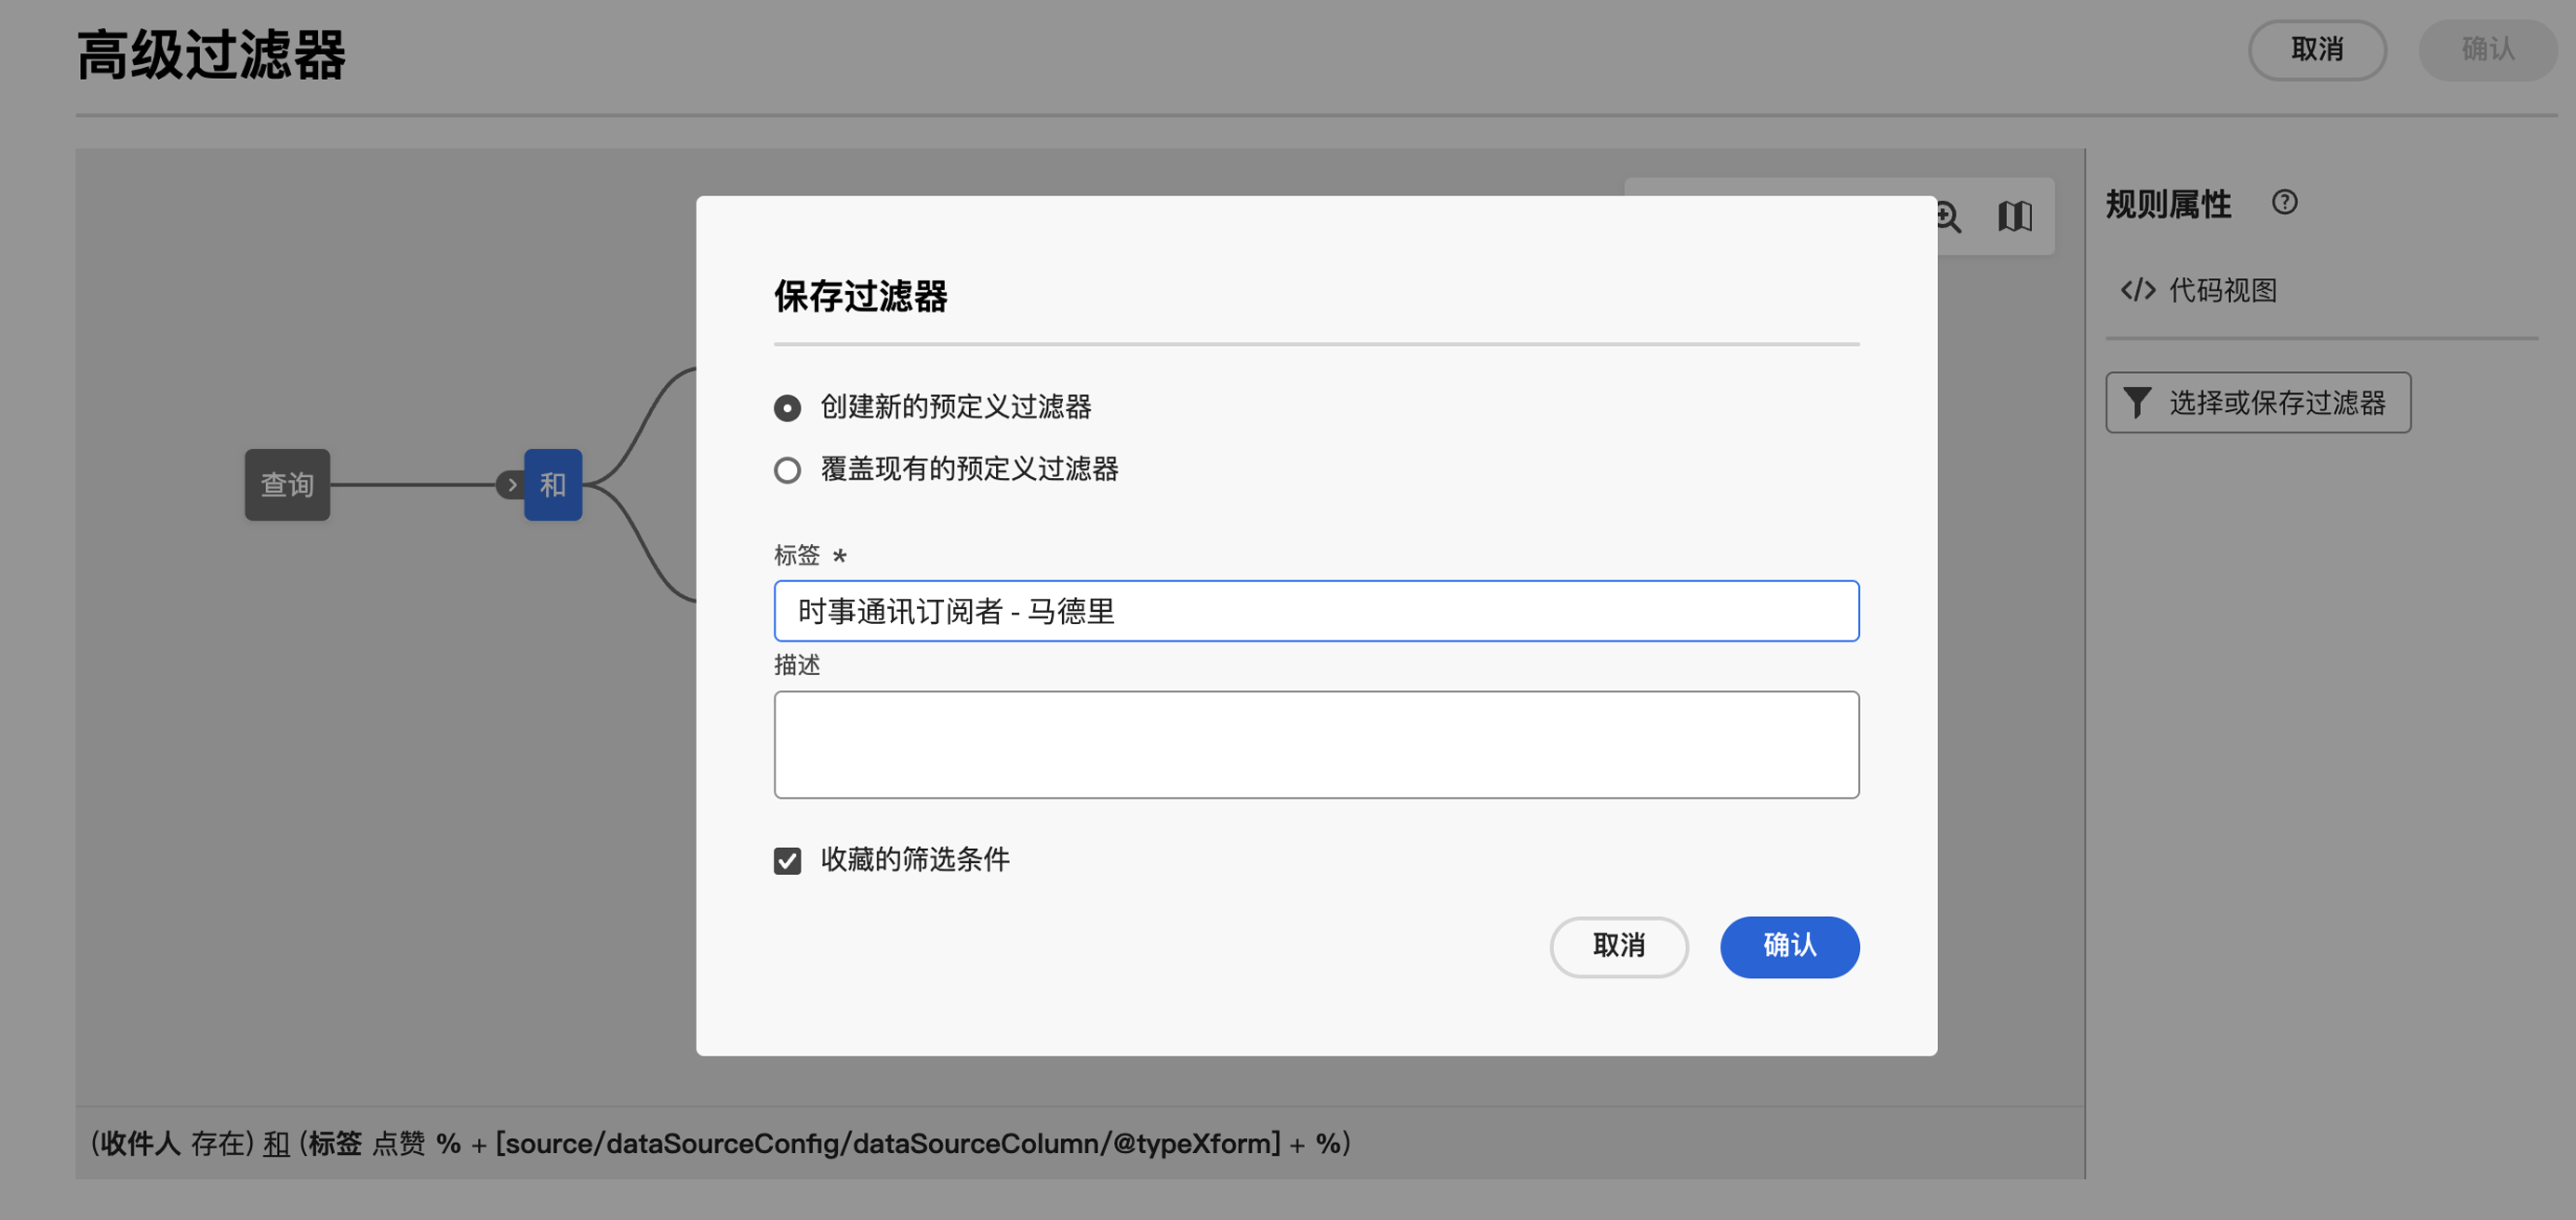 高级过滤器
取消
确认
规则属性
代码视图
选择或保存过滤器
查询
和
保存过滤器
创建新的预定义过滤器
覆盖现有的预定义过滤器
标签 *
时事通讯订阅者 - 马德里
描述
收藏的筛选条件
取消
确认
(收件人 存在) 和 (标签 点赞 % + [source/dataSourceConfig/dataSourceColumn/@typeXform] + %)